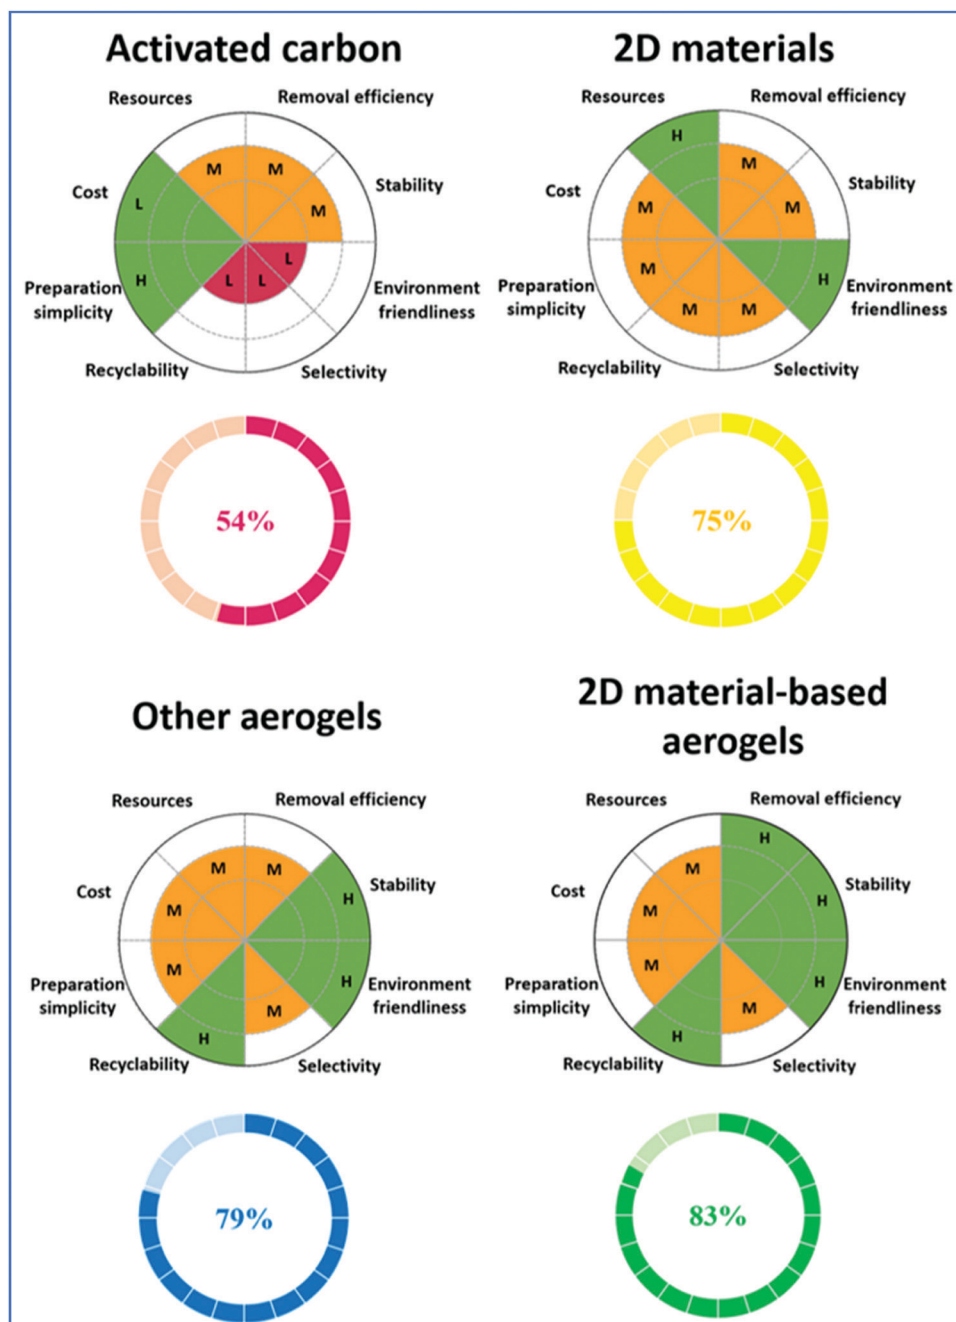 Activated carbon
Resources
Removal efficiency
Cost
Stability
M
M
L
M
H
L
L
L
Preparation
simplicity
Environment
friendliness
Recyclability
Selectivity
54%
2D materials
Resources
Removal efficiency
Cost
Stability
H
M
M
M
M
H
M
M
Preparation
simplicity
Environment
friendliness
Recyclability
Selectivity
75%
Other aerogels
Resources
Removal efficiency
Cost
Stability
M
M
M
H
M
H
H
M
Preparation
simplicity
Environment
friendliness
Recyclability
Selectivity
79%
2D material-based
aerogels
Resources
Removal efficiency
Cost
Stability
M
H
M
H
M
H
H
M
Preparation
simplicity
Environment
friendliness
Recyclability
Selectivity
83%